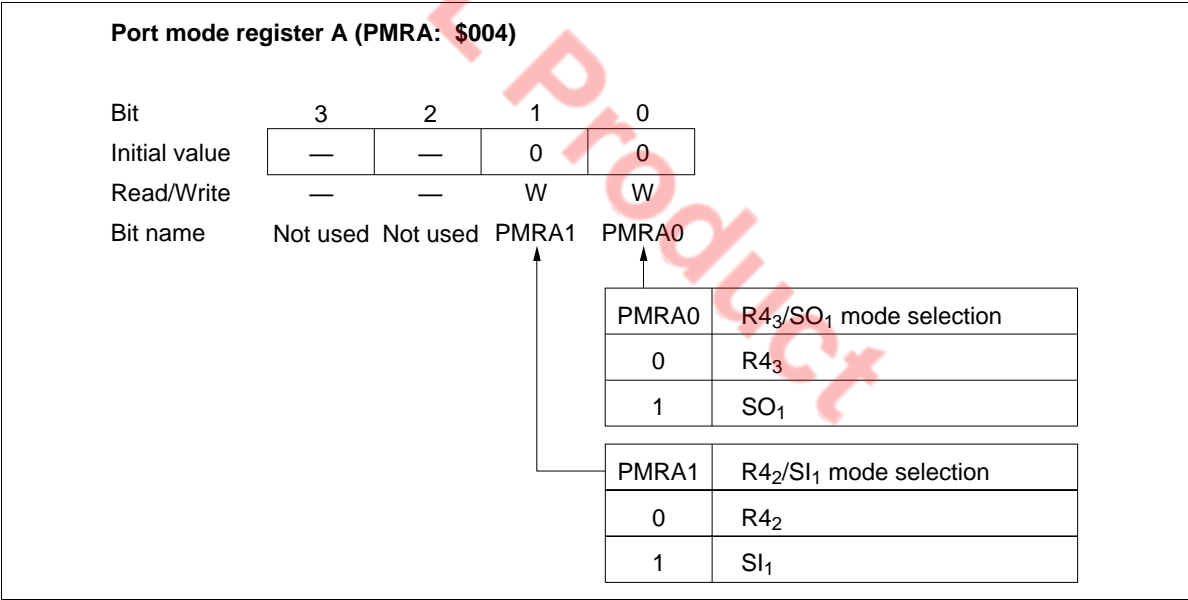 Port mode register A (PMRA: $004)
Bit 3 2 1 0
Initial value — — 0 0
Read/Write — — W W
Bit name Not used Not used PMRA1 PMRA0
PMRA0 R4₃/SO₁ mode selection
0 R4₃
1 SO₁
PMRA1 R4₂/SI₁ mode selection
0 R4₂
1 SI₁
L Product